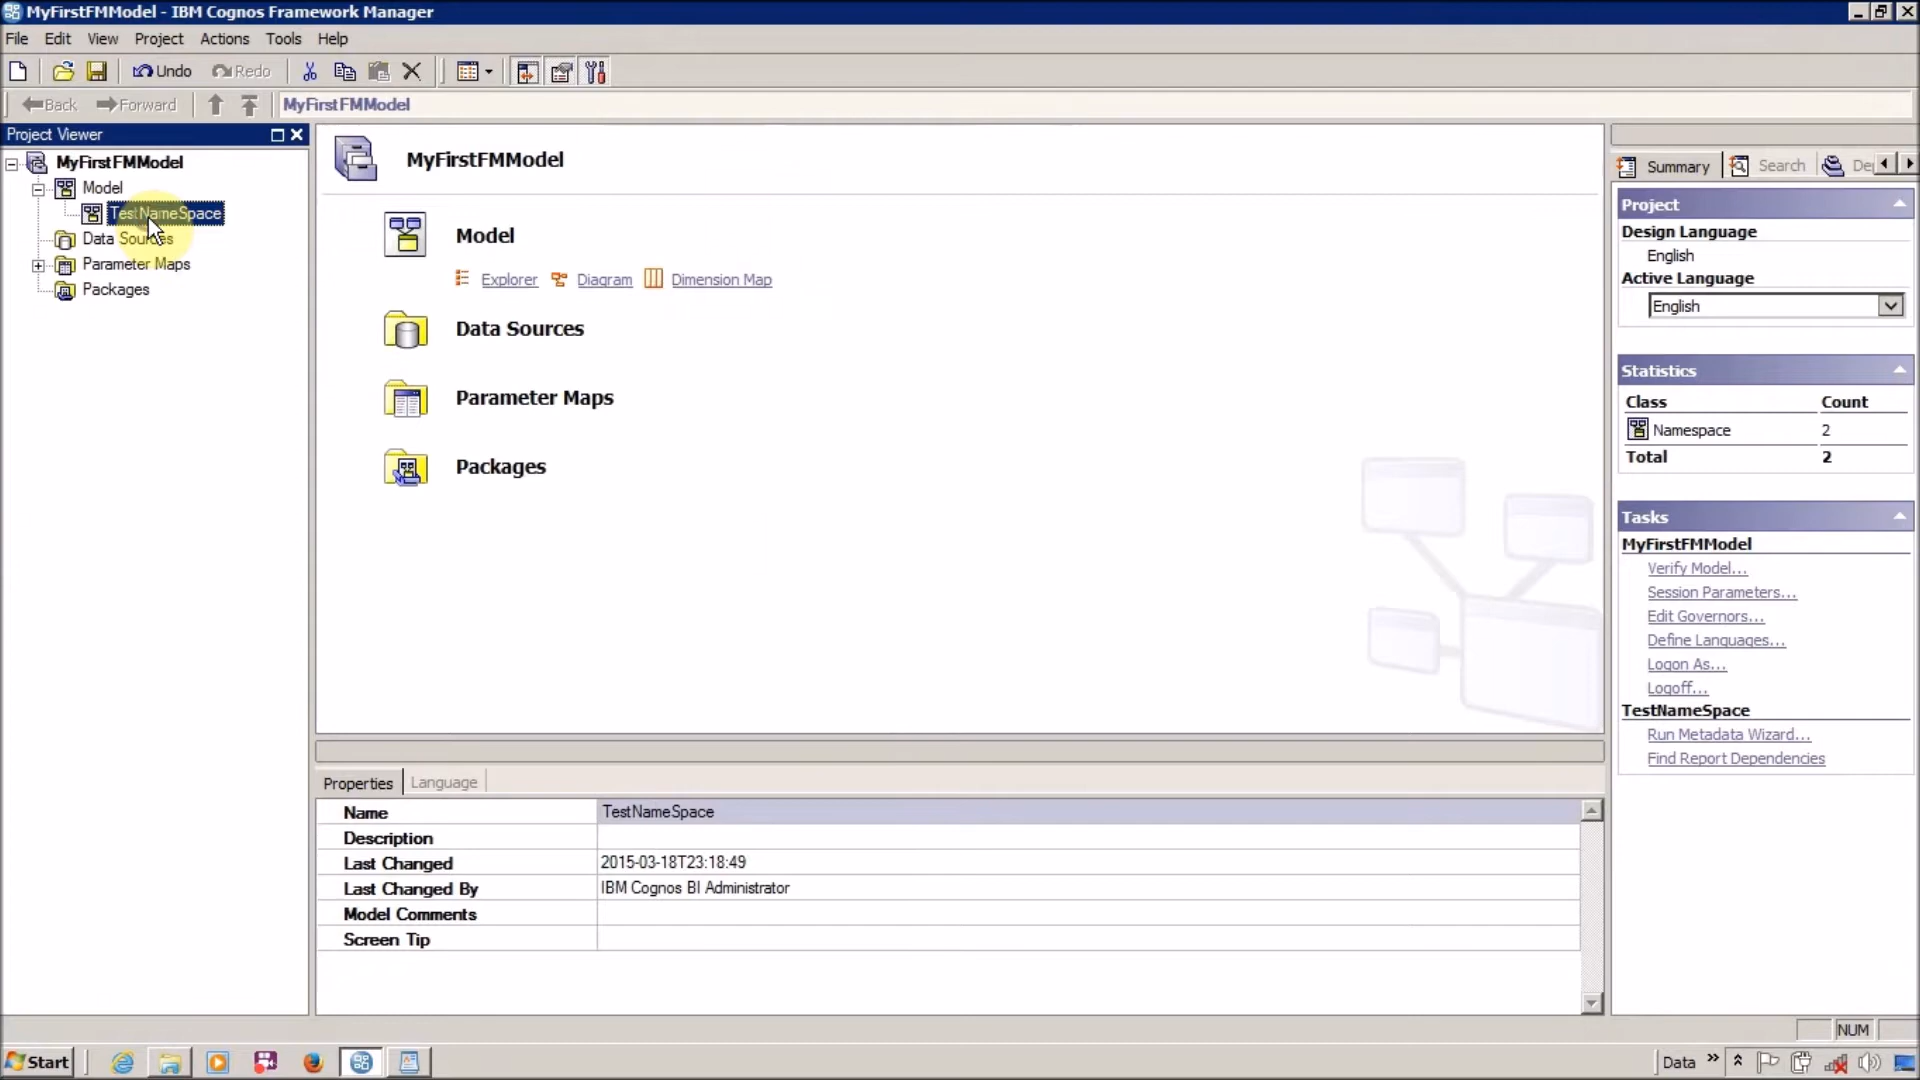 MyFirstFMModel - IBM Cognos Framework Manager
File Edit View Project Actions Tools Help
Undo Redo
Back Forward MyFirstFMModel
Project Viewer
MyFirstFMModel
Model
TestNameSpace
Data Sources
Parameter Maps
Packages
MyFirstFMModel
Model
Explorer Diagram Dimension Map
Data Sources
Parameter Maps
Packages
Properties Language
Name TestNameSpace
Description
Last Changed 2015-03-18T23:18:49
Last Changed By IBM Cognos BI Administrator
Model Comments
Screen Tip
Summary Search De
Project
Design Language
English
Active Language
English
Statistics
Class Count
Namespace 2
Total 2
Tasks
MyFirstFMModel
Verify Model...
Session Parameters...
Edit Governors...
Define Languages...
Logon As...
Logoff...
TestNameSpace
Run Metadata Wizard...
Find Report Dependencies
NUM
Start
Data